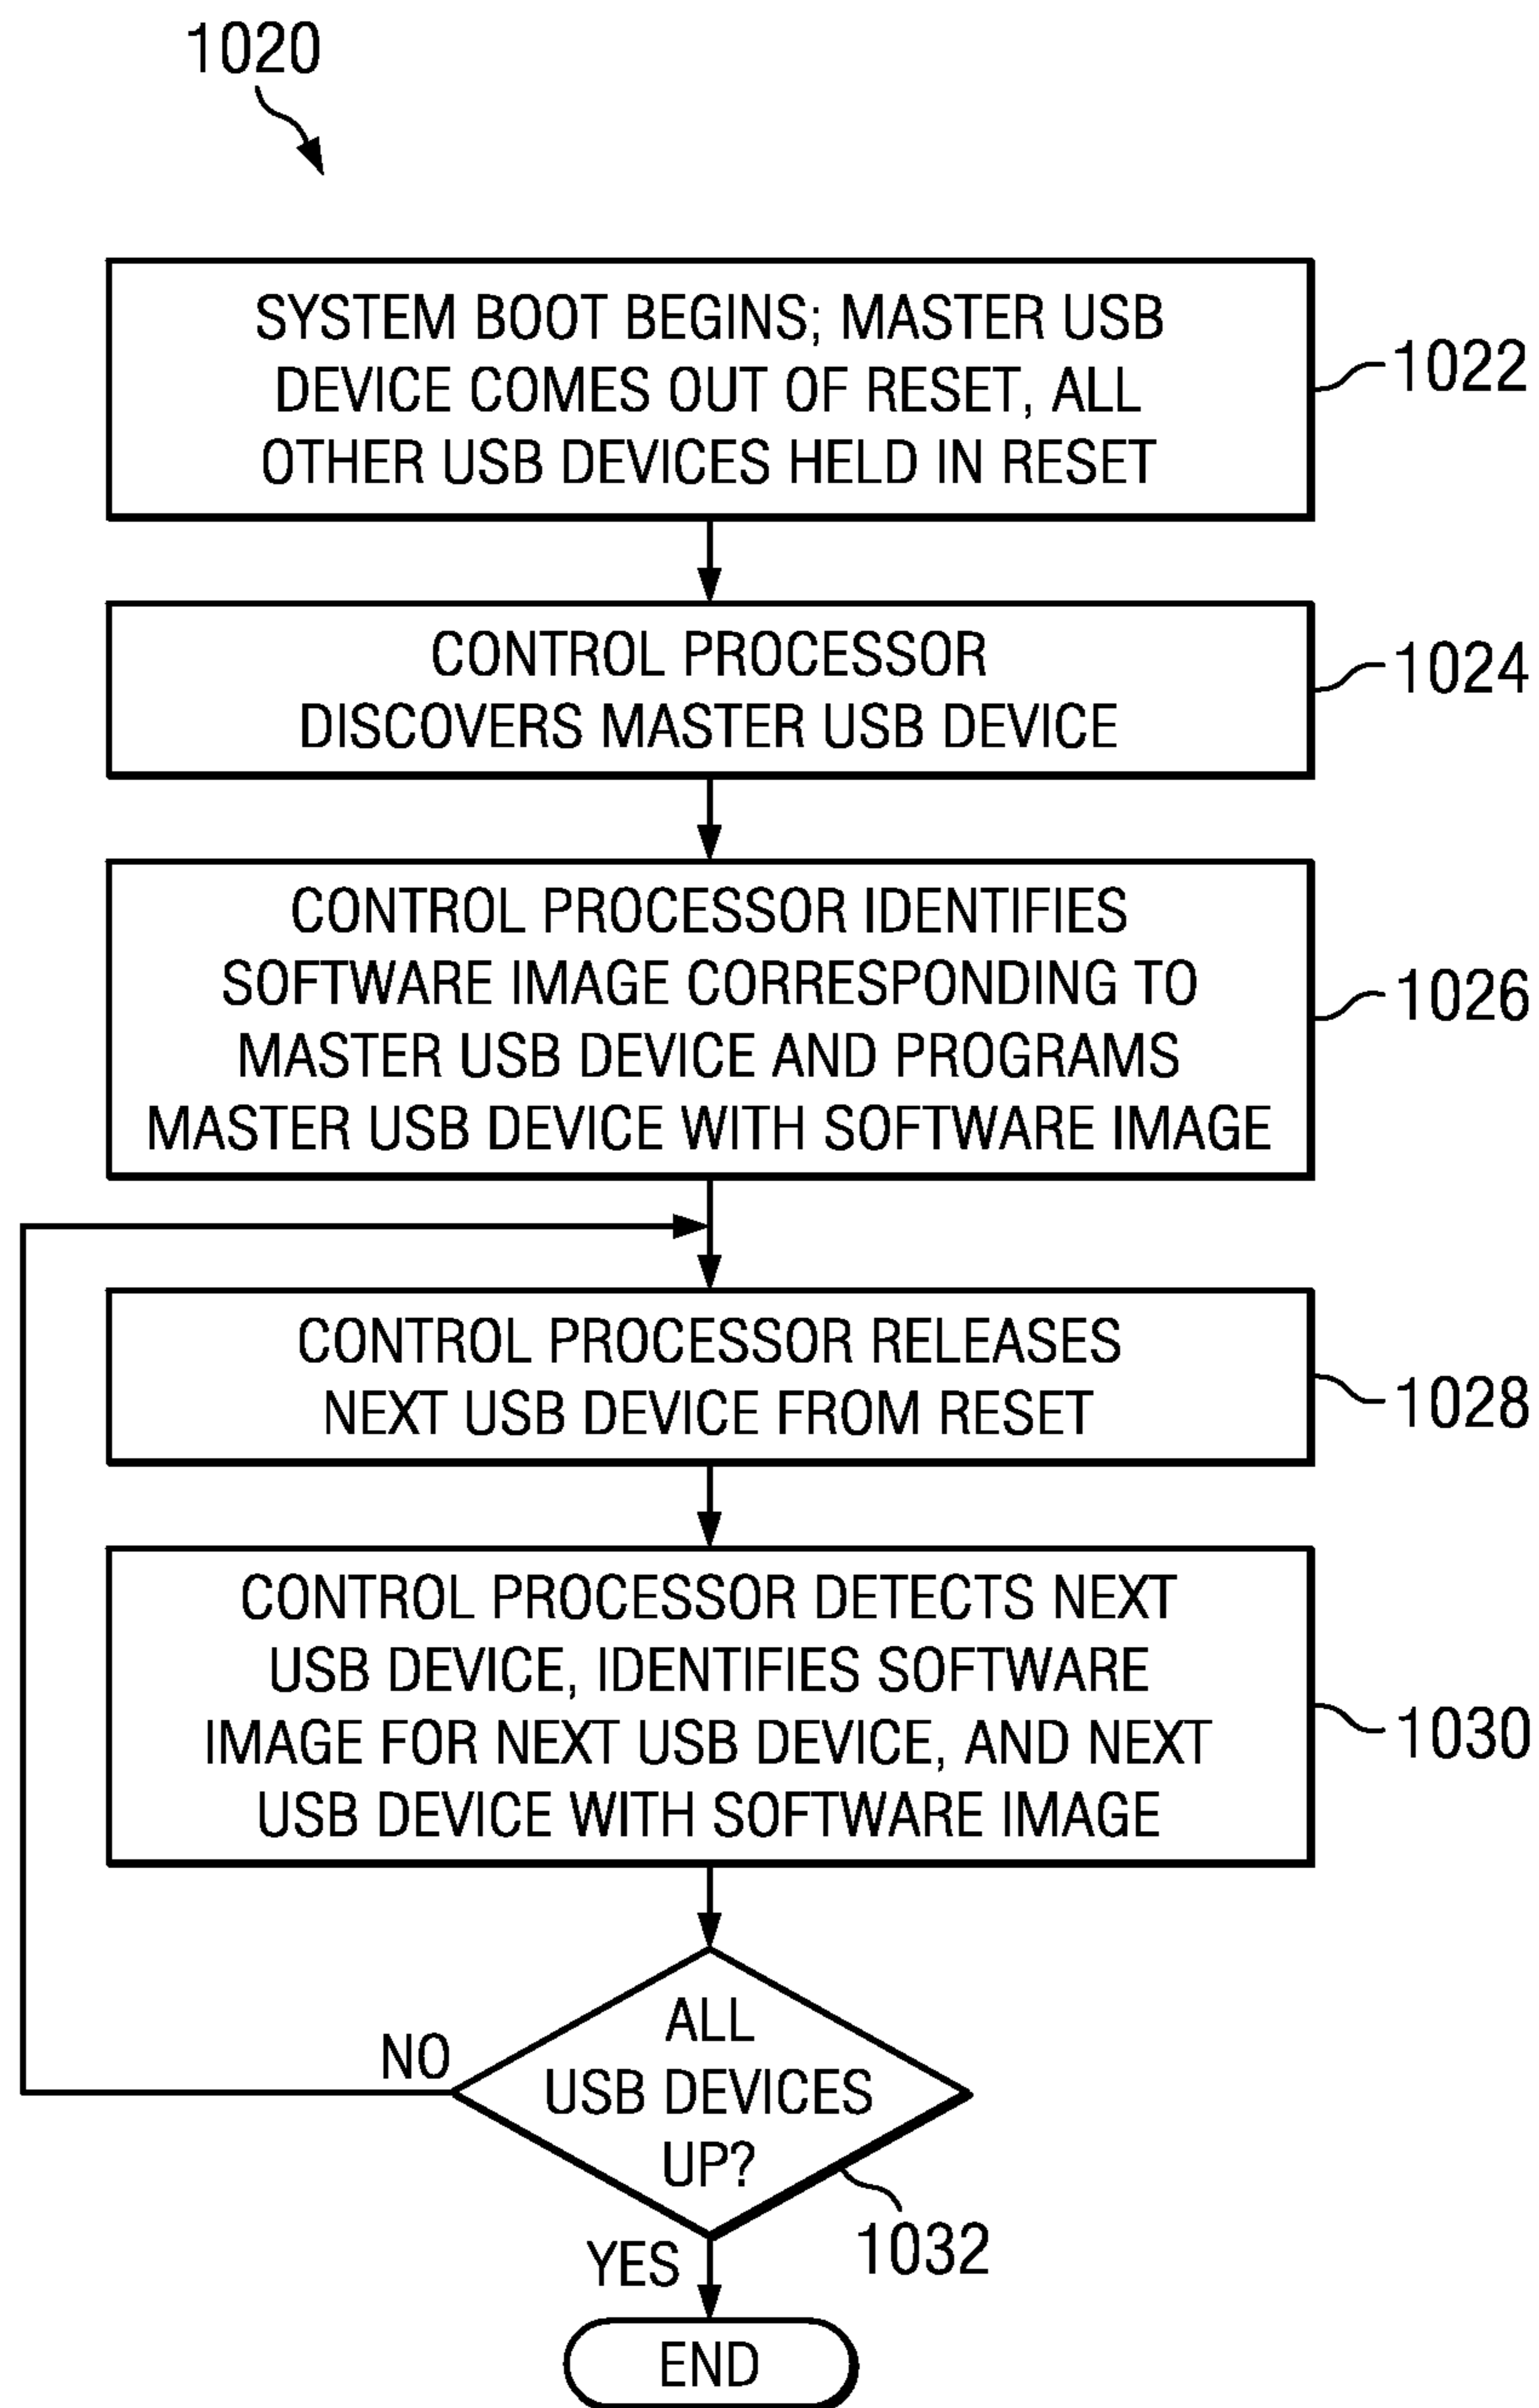 1020
SYSTEM BOOT BEGINS; MASTER USB
DEVICE COMES OUT OF RESET, ALL
OTHER USB DEVICES HELD IN RESET
1022
CONTROL PROCESSOR
DISCOVERS MASTER USB DEVICE
1024
CONTROL PROCESSOR IDENTIFIES
SOFTWARE IMAGE CORRESPONDING TO
MASTER USB DEVICE AND PROGRAMS
MASTER USB DEVICE WITH SOFTWARE IMAGE
1026
CONTROL PROCESSOR RELEASES
NEXT USB DEVICE FROM RESET
1028
CONTROL PROCESSOR DETECTS NEXT
USB DEVICE, IDENTIFIES SOFTWARE
IMAGE FOR NEXT USB DEVICE, AND NEXT
USB DEVICE WITH SOFTWARE IMAGE
1030
ALL
USB DEVICES
UP?
NO
1032
YES
END